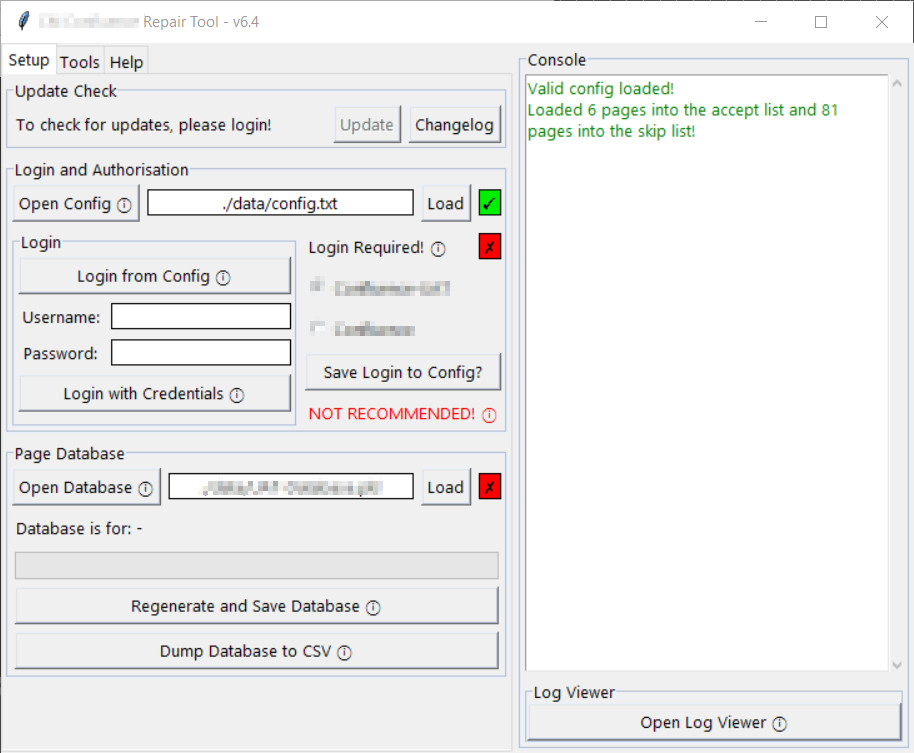 Repair Tool - v6.4
Setup Tools Help
Update Check
To check for updates, please login! Update Changelog
Login and Authorisation
Open Config ⓘ ./data/config.txt Load ✓
Login
Login from Config ⓘ
Username:
Password:
Login with Credentials ⓘ
Login Required! ⓘ ✗
Save Login to Config?
NOT RECOMMENDED! ⓘ
Page Database
Open Database ⓘ Load ✗
Database is for: -
Regenerate and Save Database ⓘ
Dump Database to CSV ⓘ
Console
Valid config loaded!
Loaded 6 pages into the accept list and 81
pages into the skip list!
Log Viewer
Open Log Viewer ⓘ